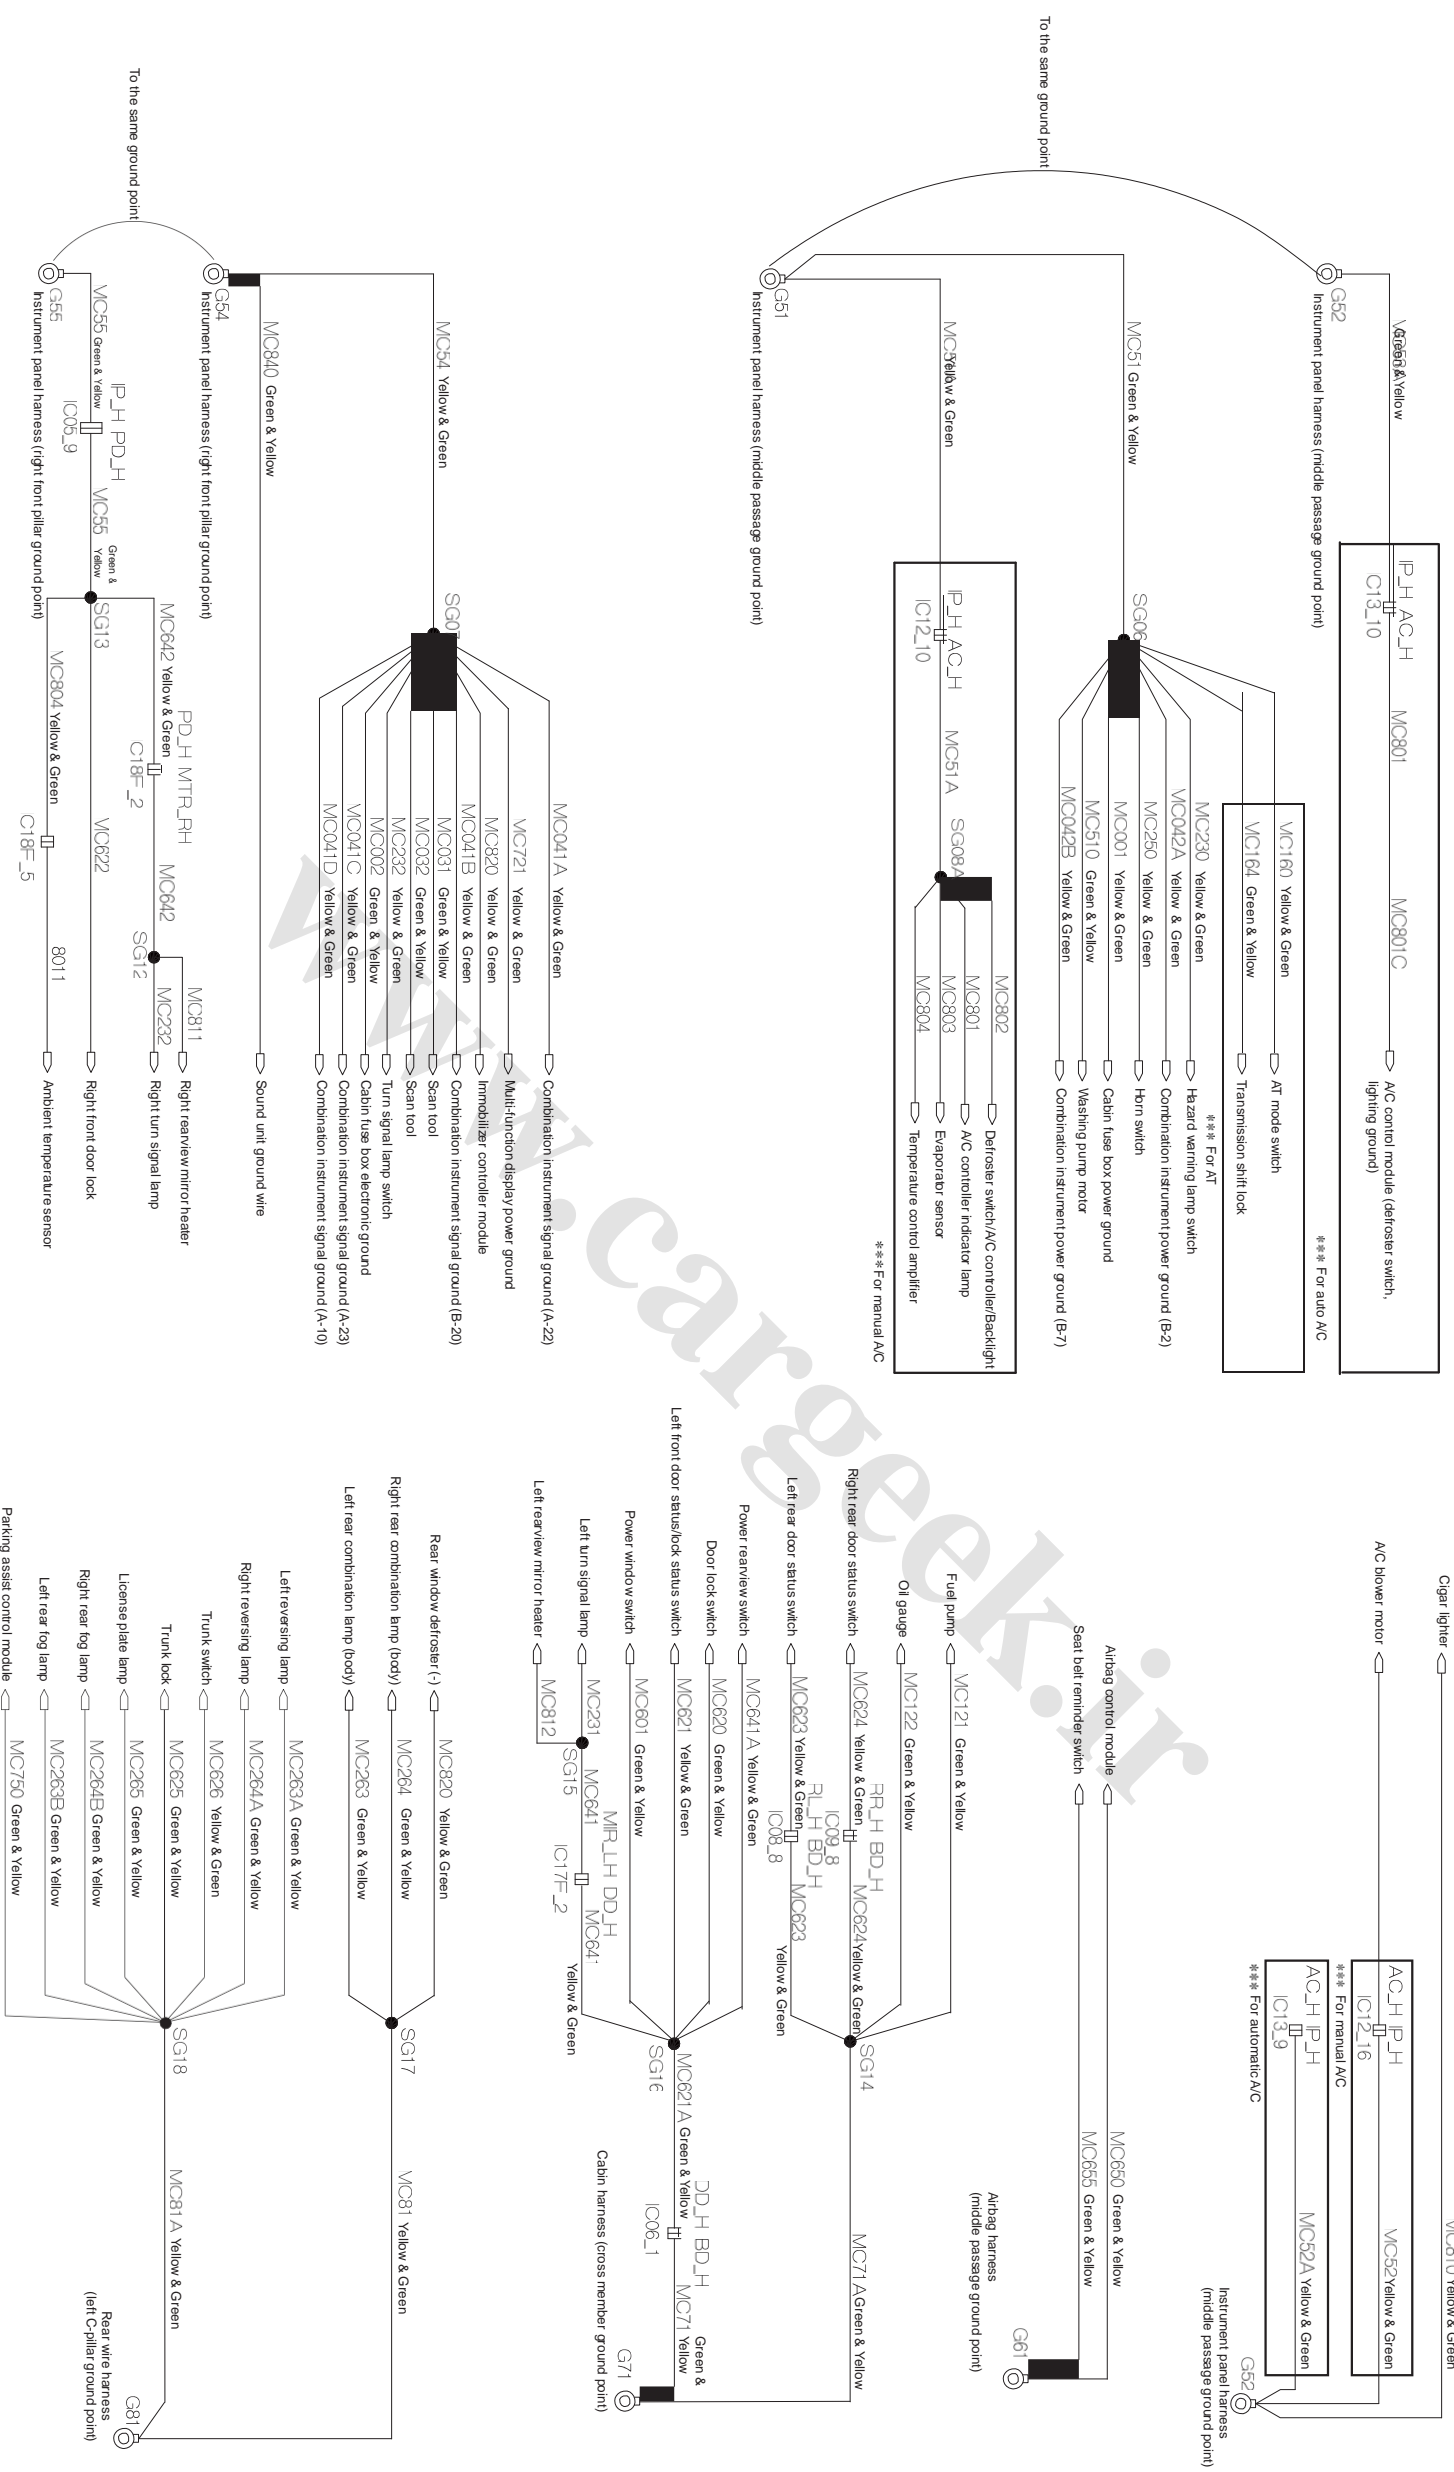 To the same ground point
G52
Instrument panel harness (middle passage ground point)
Green & Yellow
IP_H AC_H
C13_10
MC801
MC801C
A/C control module (defroster switch,
lighting ground)
*** For auto A/C
MC160 Yellow & Green
AT mode switch
MC164 Green & Yellow
Transmission shift lock
*** For AT
MC51 Green & Yellow
SG06
MC230 Yellow & Green
Hazard warning lamp switch
MC042A Yellow & Green
Combination instrument power ground (B-2)
MC250 Yellow & Green
Horn switch
MC001 Yellow & Green
Cabin fuse box power ground
MC510 Green & Yellow
Washing pump motor
MC042B Yellow & Green
Combination instrument power ground (B-7)
Yellow & Green
IP_H AC_H
IC12_10
MC51A
SG08A
MC802
Defroster switch/A/C controller/Backlight
MC801
A/C controller indicator lamp
MC803
Evaporator sensor
MC804
Temperature control amplifier
*** For manual A/C
G51
Instrument panel harness (middle passage ground point)
To the same ground point
MC54 Yellow & Green
SG07
MC041A Yellow & Green
Combination instrument signal ground (A-22)
MC721 Yellow & Green
Multi-function display power ground
MC820 Yellow & Green
Immobilizer controller module
MC041B Yellow & Green
Combination instrument signal ground (B-20)
MC031 Green & Yellow
Scan tool
MC032 Green & Yellow
Scan tool
MC232 Yellow & Green
Turn signal lamp switch
MC002 Green & Yellow
Cabin fuse box electronic ground
MC041C Yellow & Green
Combination instrument signal ground (A-23)
MC041D Yellow & Green
Combination instrument signal ground (A-10)
MC840 Green & Yellow
Sound unit ground wire
G54
Instrument panel harness (right front pillar ground point)
MC55 Green & Yellow
IP_H PD_H
IC05_9
MC55 Green &
Yellow
SG13
MC642 Yellow & Green
PD_H MTR_RH
C18F_2
MC642
SG12
MC811
Right rearview mirror heater
MC232
Right turn signal lamp
MC622
Right front door lock
MC804 Yellow & Green
C18F_5
8011
Ambient temperature sensor
G55
Instrument panel harness (right front pillar ground point)
www.cargeek.ir
Cigar lighter
MC810 Yellow & Green
A/C blower motor
AC_H IP_H
IC12_16
MC52 Yellow & Green
*** For manual A/C
AC_H IP_H
IC13_9
MC52A Yellow & Green
*** For automatic A/C
G52
Instrument panel harness
(middle passage ground point)
Airbag control module
MC650 Green & Yellow
Seat belt reminder switch
MC655 Green & Yellow
G61
Airbag harness
(middle passage ground point)
Fuel pump
MC121 Green & Yellow
Oil gauge
MC122 Green & Yellow
Right rear door status switch
MC624 Yellow & Green
RR_H BD_H
IC09_8
MC624 Yellow & Green
Left rear door status switch
MC623 Yellow & Green
RL_H BD_H
IC08_8
MC623
Yellow & Green
SG14
MC71A Green & Yellow
Power rearview switch
MC641A Yellow & Green
Door lock switch
MC620 Green & Yellow
Left front door status/lock status switch
MC621 Yellow & Green
Power window switch
MC601 Green & Yellow
Left turn signal lamp
MC231
Left rearview mirror heater
MC812
SG15
MC641
MIR_LH DD_H
IC17F_2
MC641
Yellow & Green
SG16
MC621A Green & Yellow
DD_H BD_H
IC06_1
MC71 Green &
Yellow
G71
Cabin harness (cross member ground point)
Rear window defroster (-)
MC820 Yellow & Green
Right rear combination lamp (body)
MC264 Green & Yellow
Left rear combination lamp (body)
MC263 Green & Yellow
SG17
MC81 Yellow & Green
Left reversing lamp
MC263A Green & Yellow
Right reversing lamp
MC264A Green & Yellow
Trunk switch
MC626 Yellow & Green
Trunk lock
MC625 Green & Yellow
License plate lamp
MC265 Green & Yellow
Right rear fog lamp
MC264B Green & Yellow
Left rear fog lamp
MC263B Green & Yellow
Parking assist control module
MC750 Green & Yellow
SG18
MC81A Yellow & Green
G81
Rear wire harness
(left C-pillar ground point)